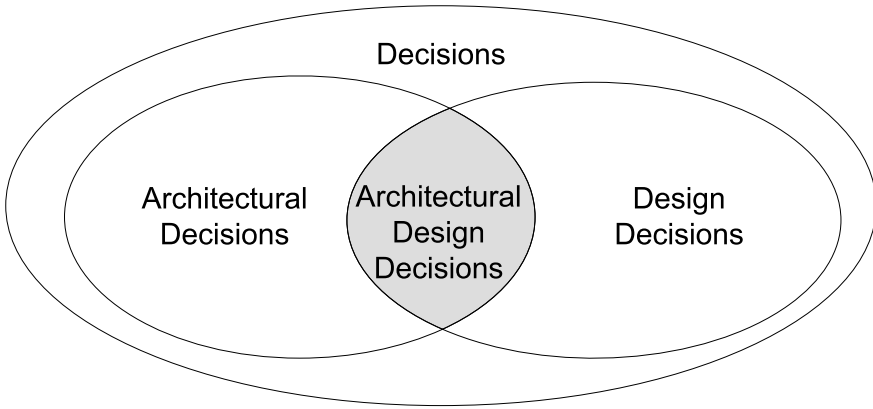 Decisions
Architectural
Decisions
Architectural
Design
Decisions
Design
Decisions